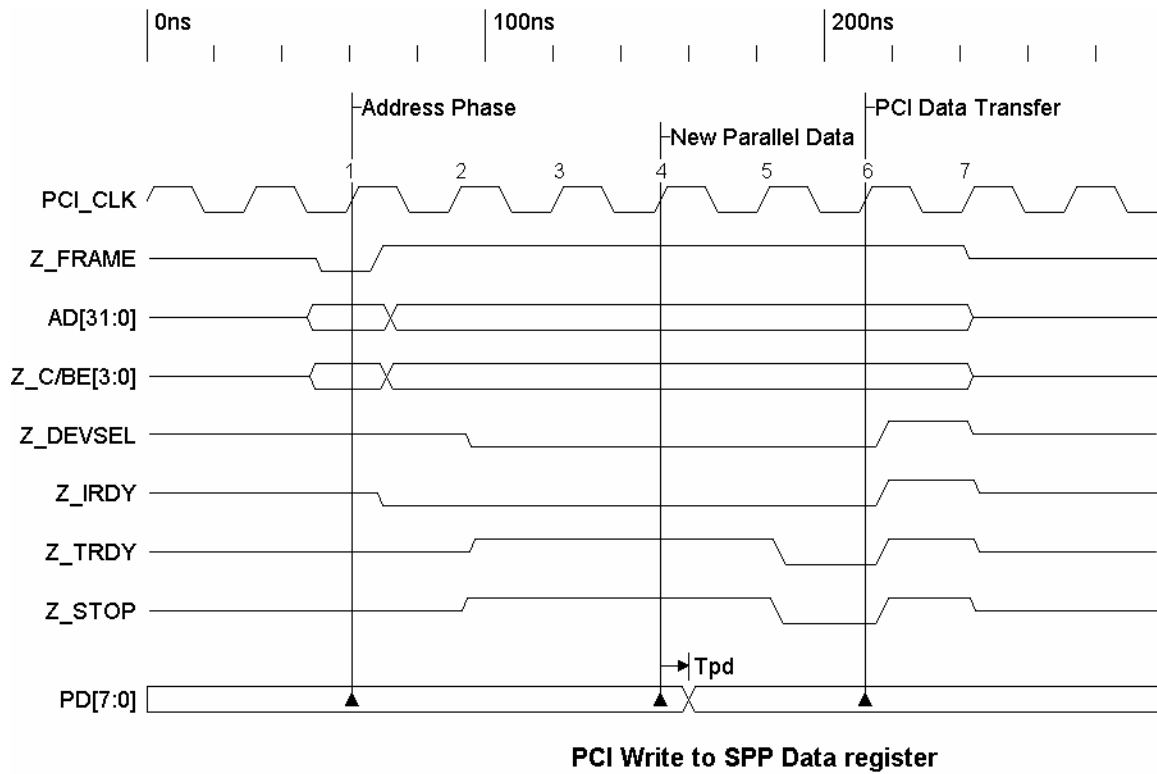 0ns 100ns 200ns
Address Phase PCI Data Transfer
New Parallel Data
1 2 3 4 5 6 7
PCI_CLK
Z_FRAME
AD[31:0]
Z_C/BE[3:0]
Z_DEVSEL
Z_IRDY
Z_TRDY
Z_STOP
Tpd
PD[7:0]
PCI Write to SPP Data register